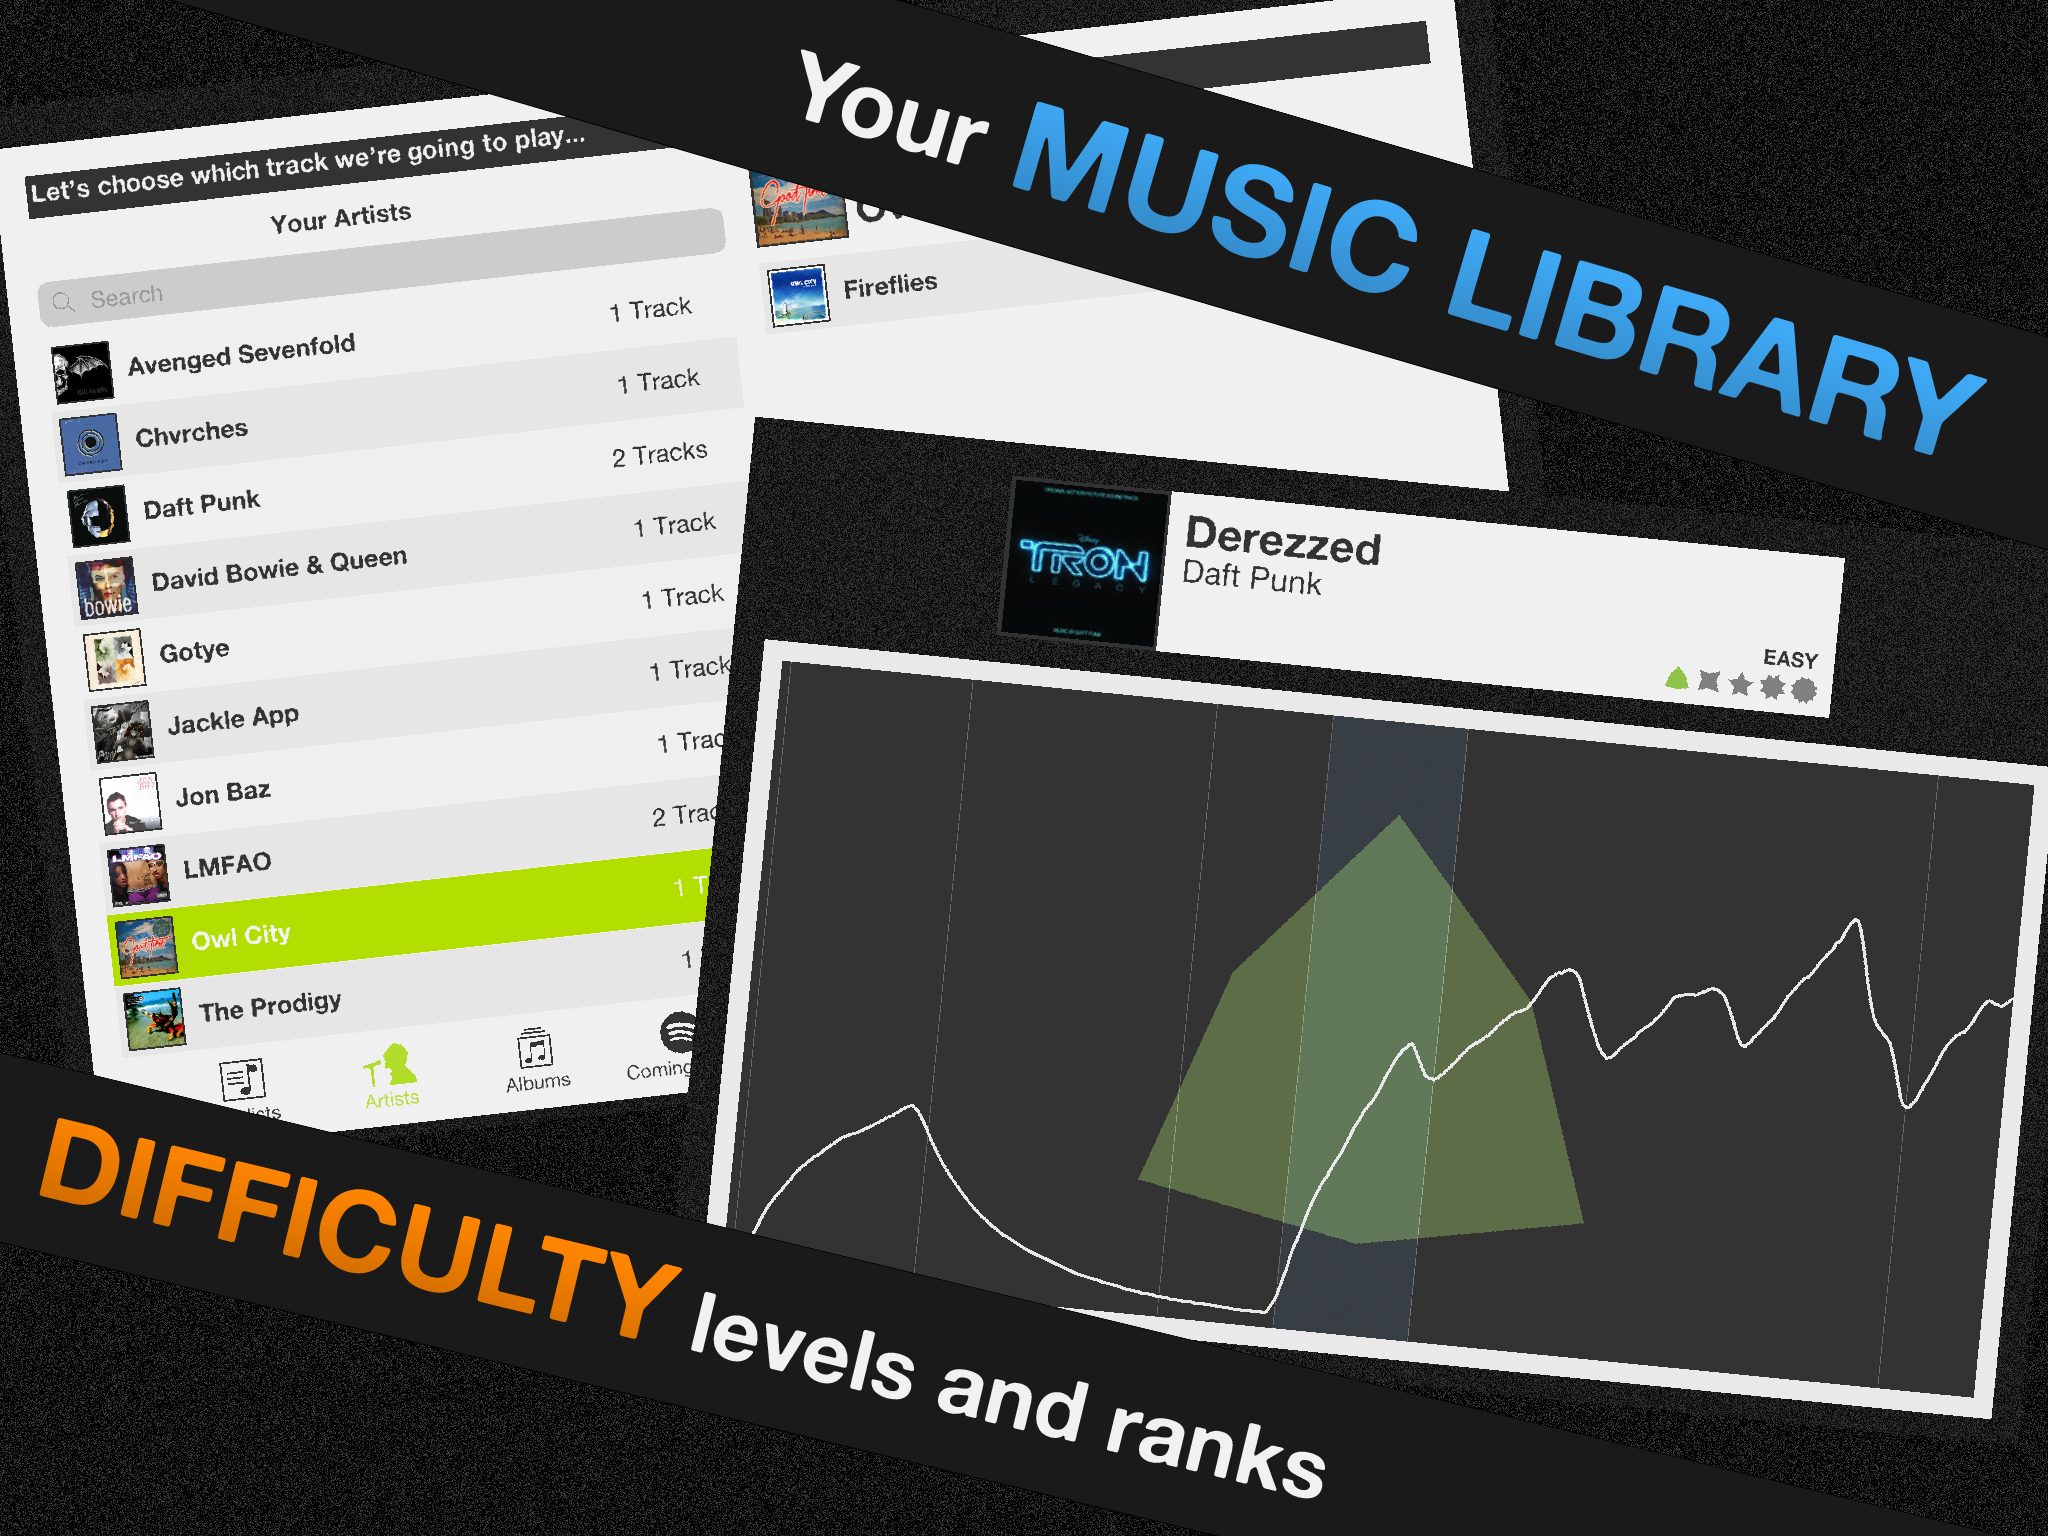 Your MUSIC LIBRARY
Let's choose which track we're going to play...
Your Artists
Search
Avenged Sevenfold 1 Track
Chvrches 1 Track
Daft Punk 2 Tracks
David Bowie & Queen 1 Track
Gotye 1 Track
Jackle App 1 Track
Jon Baz 1 Trac
LMFAO 2 Trac
Owl City 1 T
The Prodigy 1
Artists
Albums
Coming
Fireflies
TRON
LEGACY
Derezzed
Daft Punk
EASY
DIFFICULTY levels and ranks